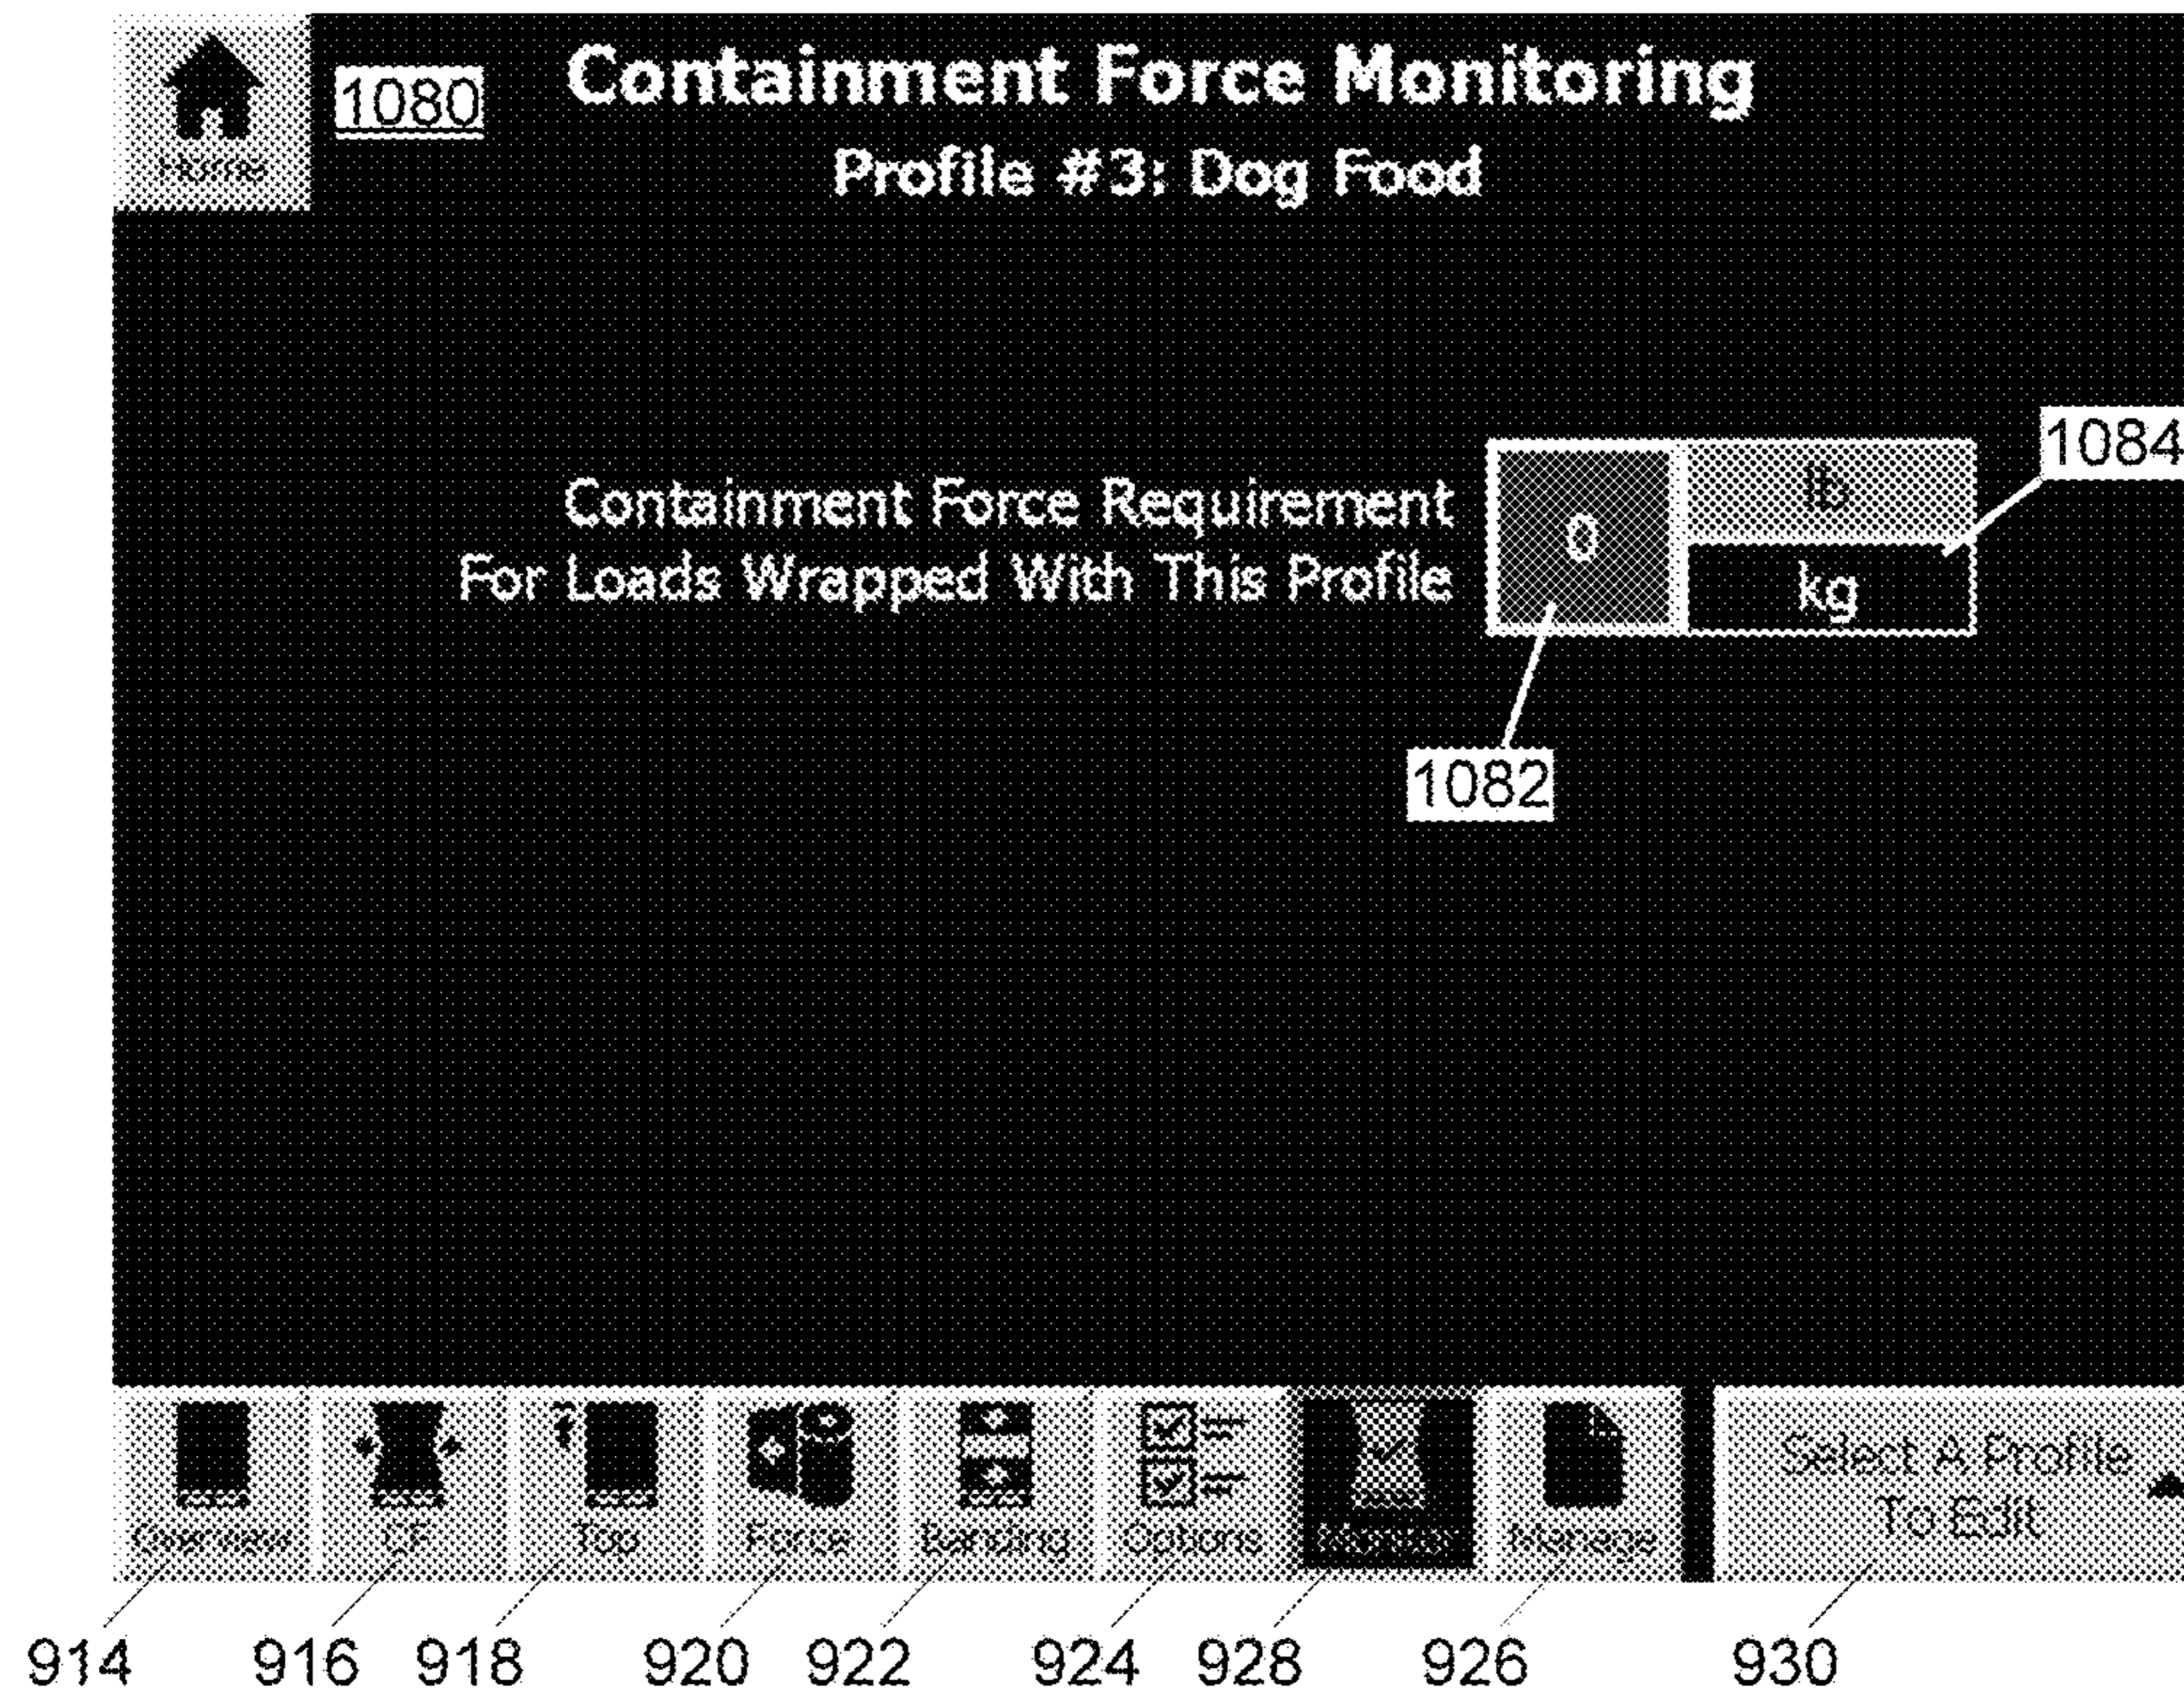 Home
1080
Containment Force Monitoring
Profile #3: Dog Food
1084
Containment Force Requirement
For Loads Wrapped With This Profile
0
lb
kg
1082
Overview
CF
Top
Force
Banding
Options
Monitor
Manage
Select A Profile
To Edit
914
916
918
920
922
924
928
926
930